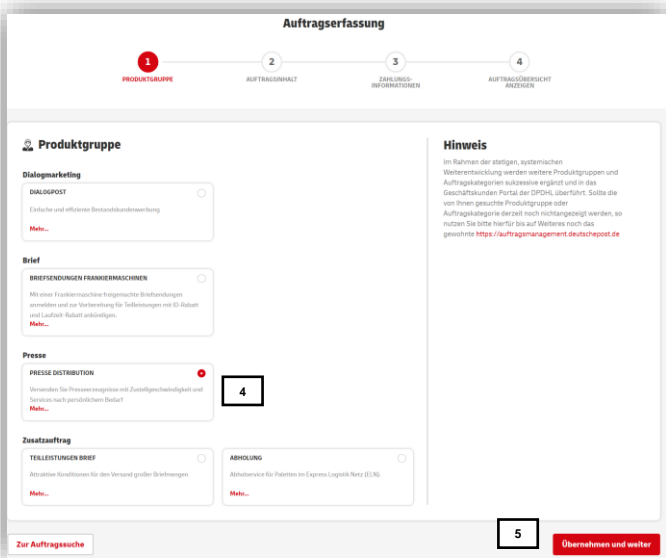 Auftragserfassung
1
2
3
4
PRODUKTGRUPPE
AUFTRAGSINHALT
ZAHLUNGS-
INFORMATIONEN
AUFTRAGSÜBERSICHT
ANZEIGEN
Produktgruppe
Dialogmarketing
DIALOGPOST
Einfache und effiziente Bestandskundenwerbung
Mehr...
Brief
BRIEFSENDUNGEN FRANKIERMASCHINEN
Mit einer Frankiermaschine freigemachte Briefsendungen
anmelden und zur Vorbereitung für Teilleistungen mit ID-Rabatt
und Laufzeit-Rabatt ankündigen.
Mehr...
Presse
PRESSE DISTRIBUTION
Versenden Sie Presseerzeugnisse mit Zustellgeschwindigkeit und
Services nach persönlichem Bedarf
Mehr...
4
Zusatzauftrag
TEILLEISTUNGEN BRIEF
Attraktive Konditionen für den Versand großer Briefmengen
Mehr...
ABHOLUNG
Abholservice für Paletten im Express Logistik Netz (ELN).
Mehr...
Hinweis
Im Rahmen der stetigen, systemischen
Weiterentwicklung werden weitere Produktgruppen und
Auftragskategorien sukzessive ergänzt und in das
Geschäftskunden Portal der DPDHL überführt. Sollte die
von Ihnen gesuchte Produktgruppe oder
Auftragskategorie derzeit noch nichtangezeigt werden, so
nutzen Sie bitte hierfür bis auf Weiteres noch das
gewohnte https://auftragsmanagement.deutschepost.de
Zur Auftragssuche
5
Übernehmen und weiter